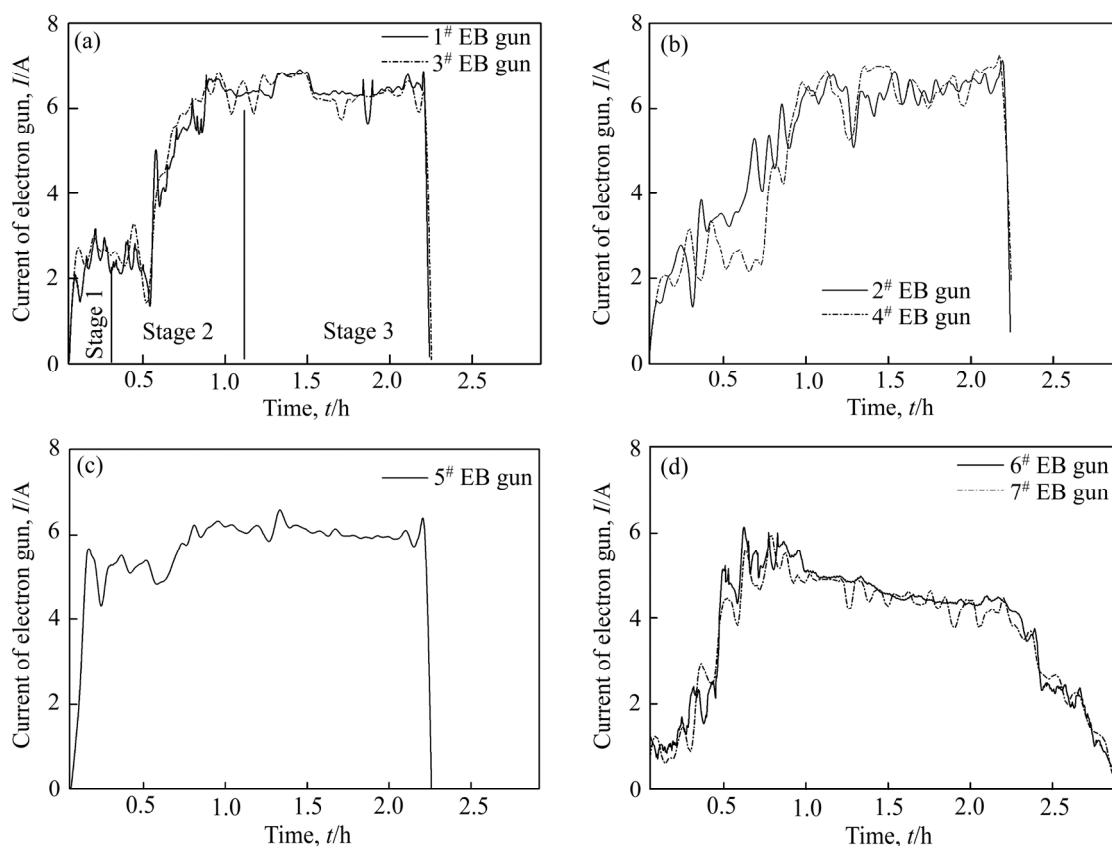 (a)
1# EB gun
3# EB gun
Current of electron gun, I/A
8
6
4
2
0
Stage 1
Stage 2
Stage 3
0.5 1.0 1.5 2.0 2.5
Time, t/h
(b)
2# EB gun
4# EB gun
Current of electron gun, I/A
8
6
4
2
0
0.5 1.0 1.5 2.0 2.5
Time, t/h
(c)
5# EB gun
Current of electron gun, I/A
8
6
4
2
0
0.5 1.0 1.5 2.0 2.5
Time, t/h
(d)
6# EB gun
7# EB gun
Current of electron gun, I/A
8
6
4
2
0
0.5 1.0 1.5 2.0 2.5
Time, t/h